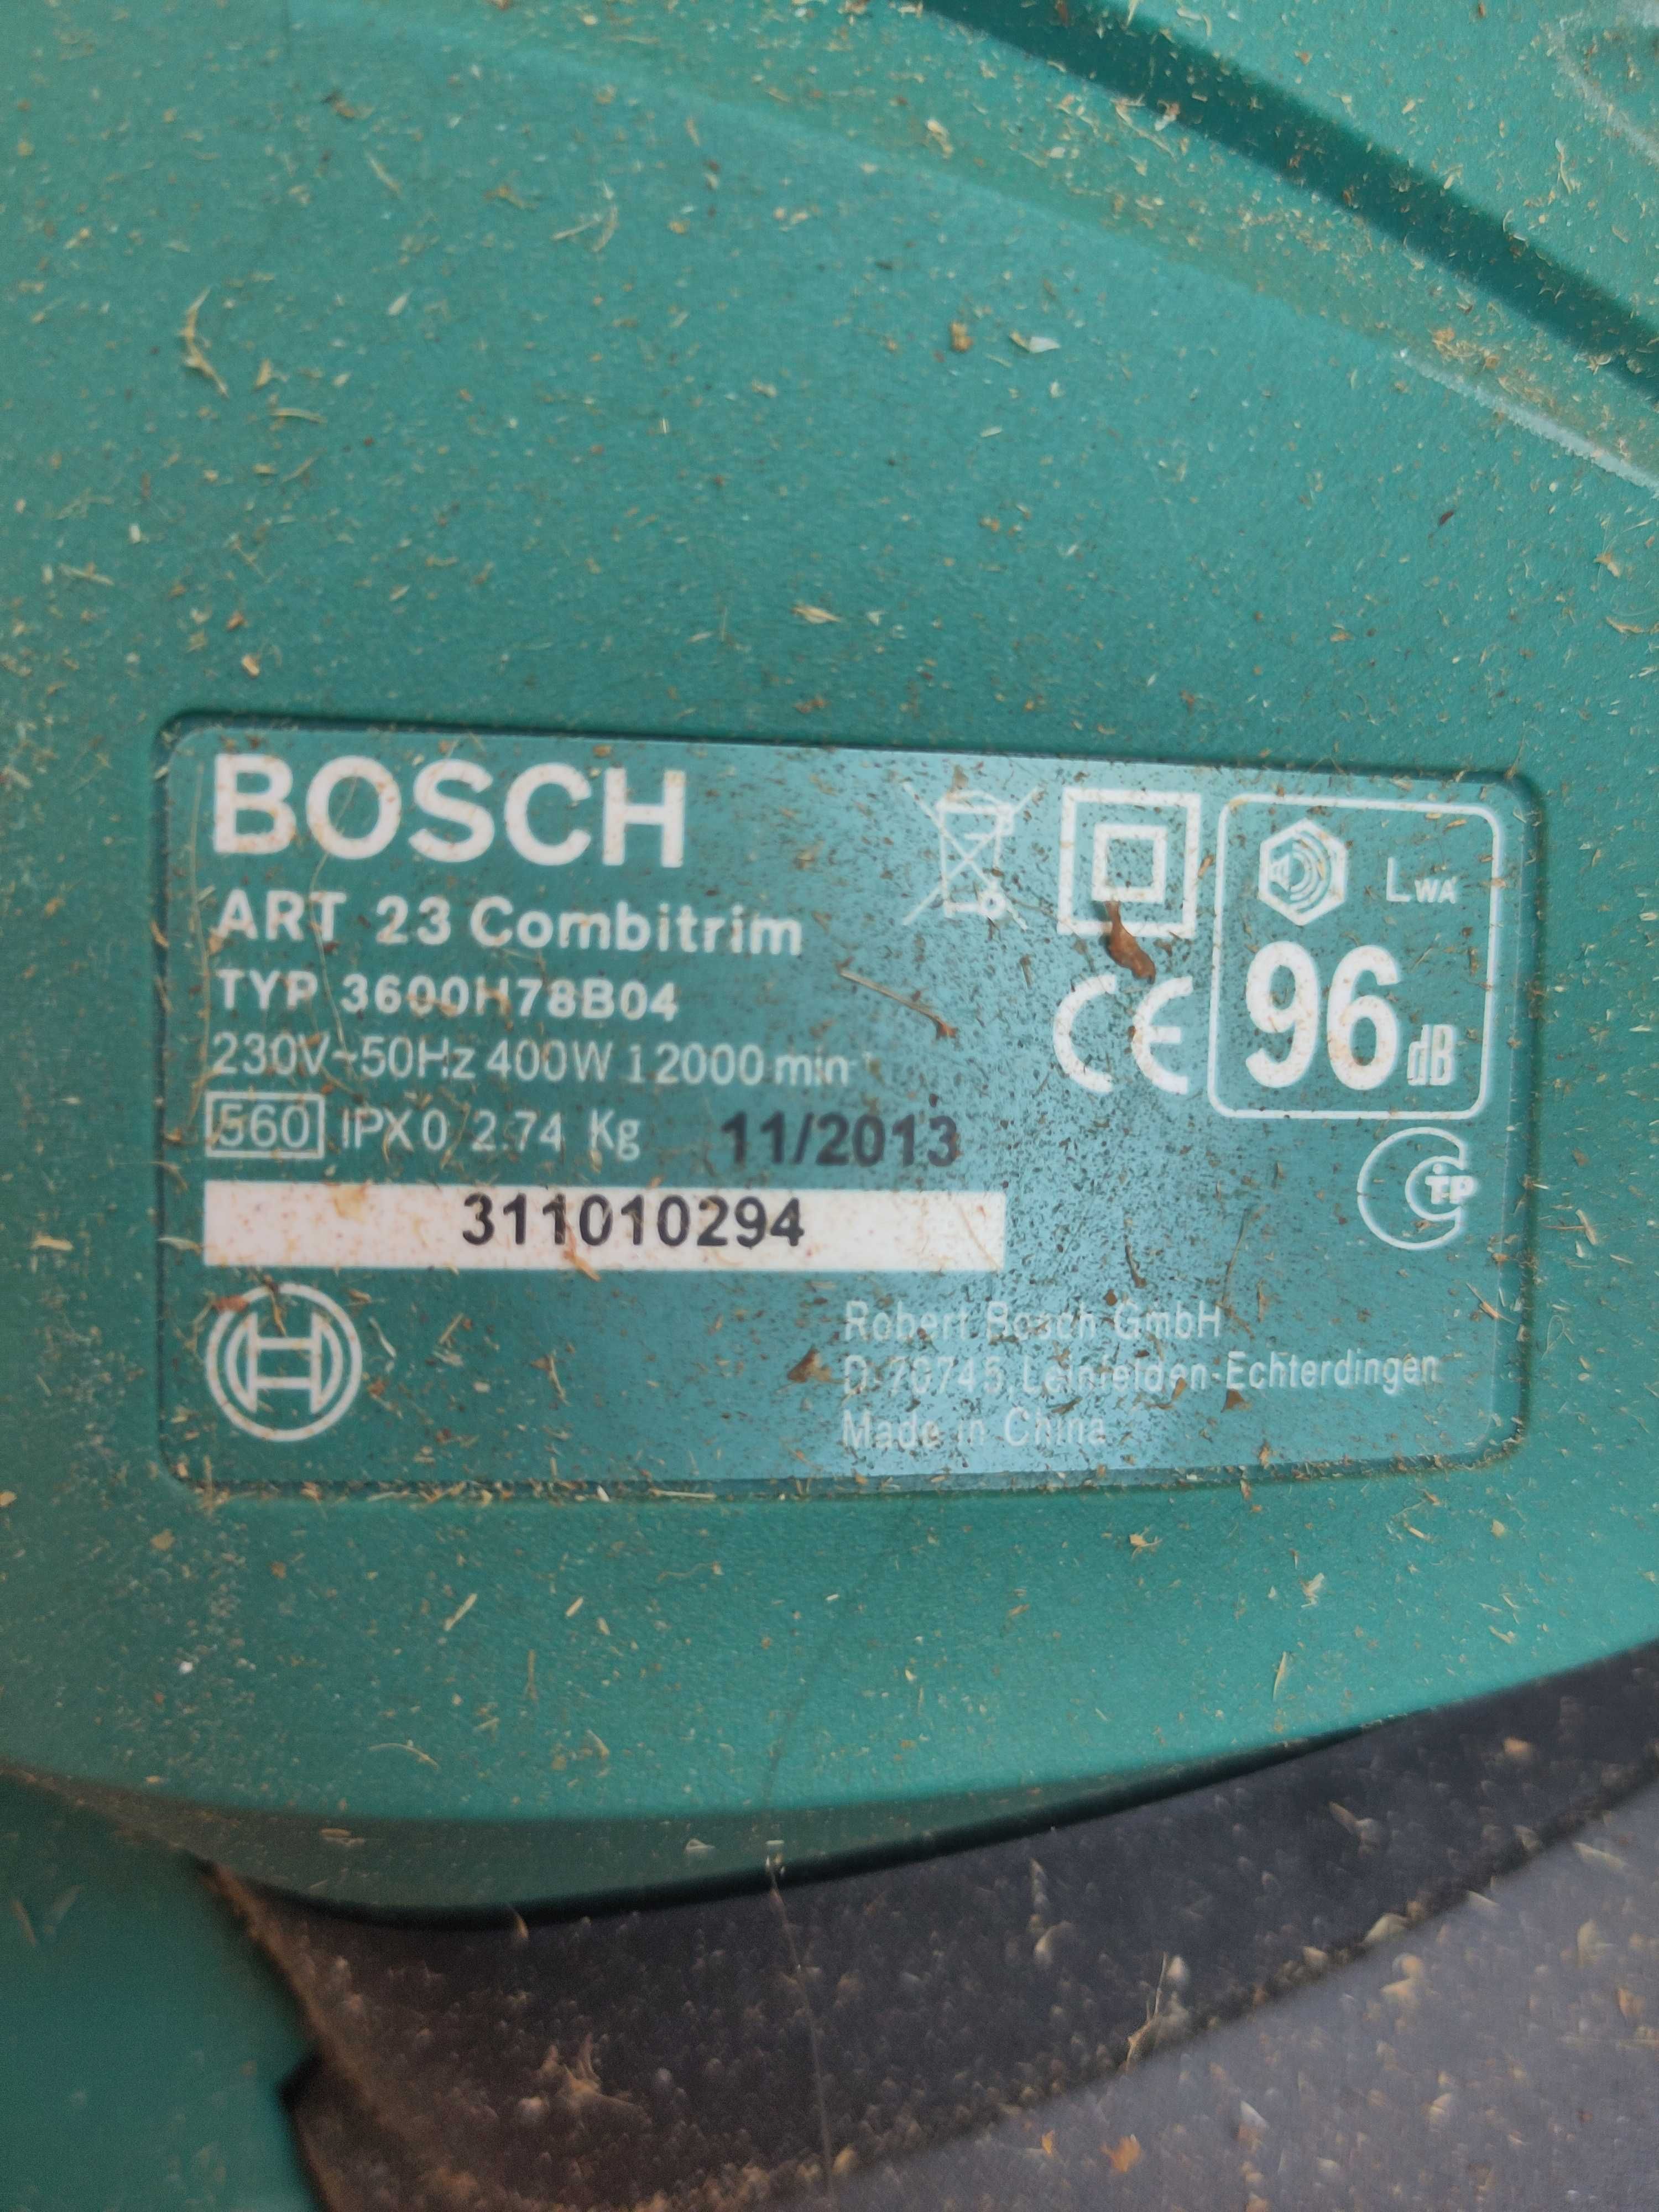 BOSCH
ART 23 Combitrim
TYP 3600H78B04
230V~50Hz 400W 12000 min⁻¹
560 IPX0 2.74 Kg 11/2013
311010294
LWA
96 dB
CE
Robert Bosch GmbH
D-70745 Leinfelden-Echterdingen
Made in China